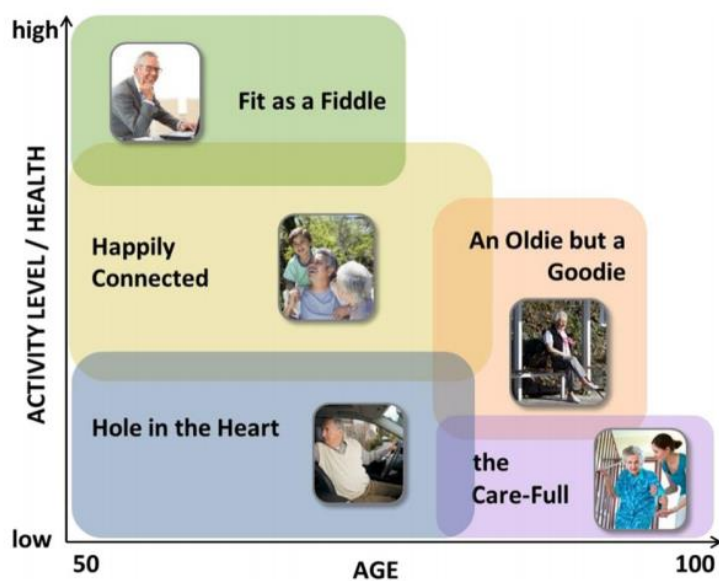 high
Fit as a Fiddle
ACTIVITY LEVEL / HEALTH
Happily
Connected
An Oldie but a
Goodie
Hole in the Heart
the
Care-Full
low
50
AGE
100